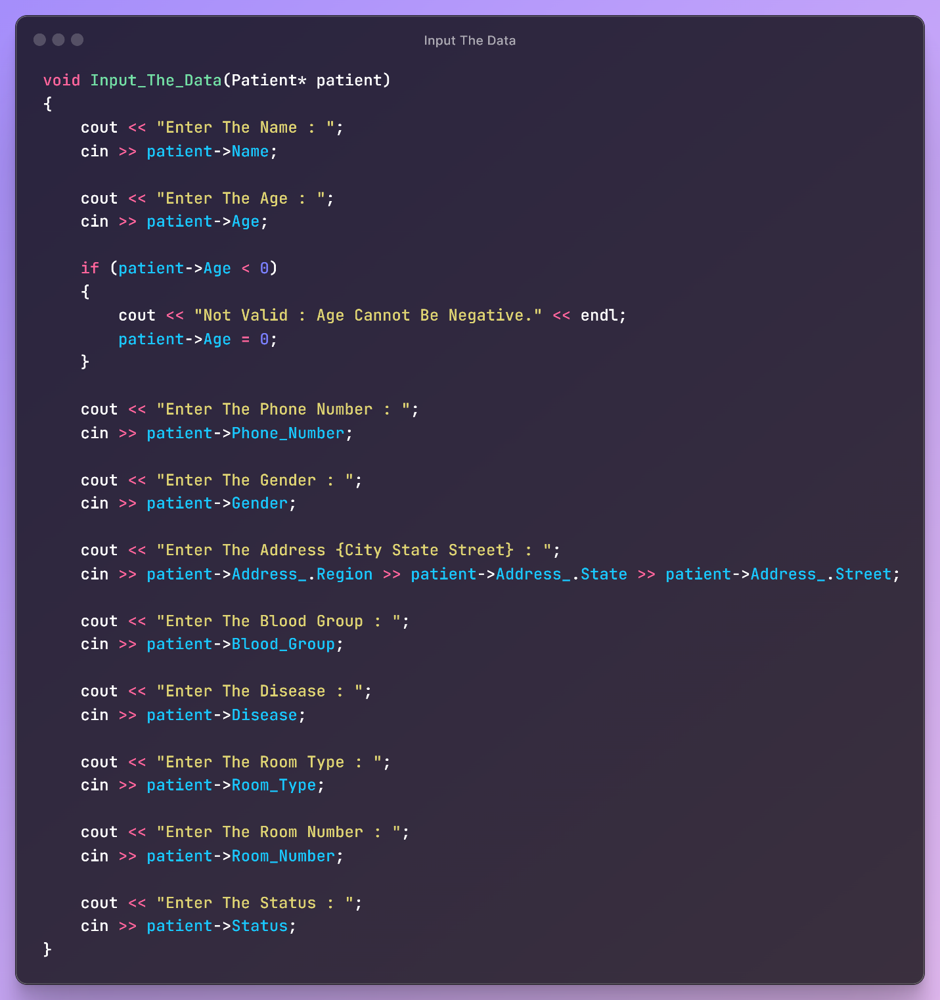 Input The Data
void Input_The_Data(Patient* patient)
{
    cout << "Enter The Name : ";
    cin >> patient->Name;

    cout << "Enter The Age : ";
    cin >> patient->Age;

    if (patient->Age < 0)
    {
        cout << "Not Valid : Age Cannot Be Negative." << endl;
        patient->Age = 0;
    }

    cout << "Enter The Phone Number : ";
    cin >> patient->Phone_Number;

    cout << "Enter The Gender : ";
    cin >> patient->Gender;

    cout << "Enter The Address {City State Street} : ";
    cin >> patient->Address_.Region >> patient->Address_.State >> patient->Address_.Street;

    cout << "Enter The Blood Group : ";
    cin >> patient->Blood_Group;

    cout << "Enter The Disease : ";
    cin >> patient->Disease;

    cout << "Enter The Room Type : ";
    cin >> patient->Room_Type;

    cout << "Enter The Room Number : ";
    cin >> patient->Room_Number;

    cout << "Enter The Status : ";
    cin >> patient->Status;
}